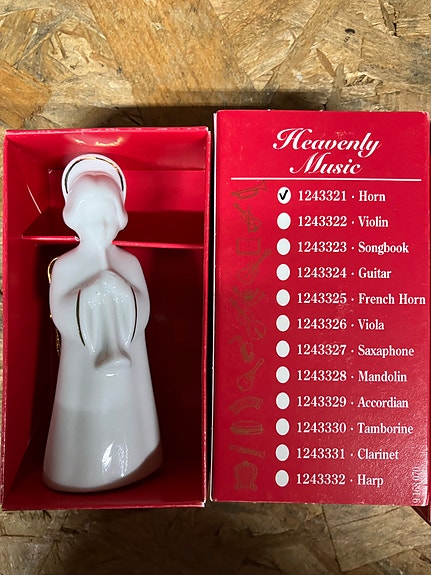 Heavenly
Music
1243321 · Horn
1243322 · Violin
1243323 · Songbook
1243324 · Guitar
1243325 · French Horn
1243326 · Viola
1243327 · Saxaphone
1243328 · Mandolin
1243329 · Accordian
1243330 · Tamborine
1243331 · Clarinet
1243332 · Harp